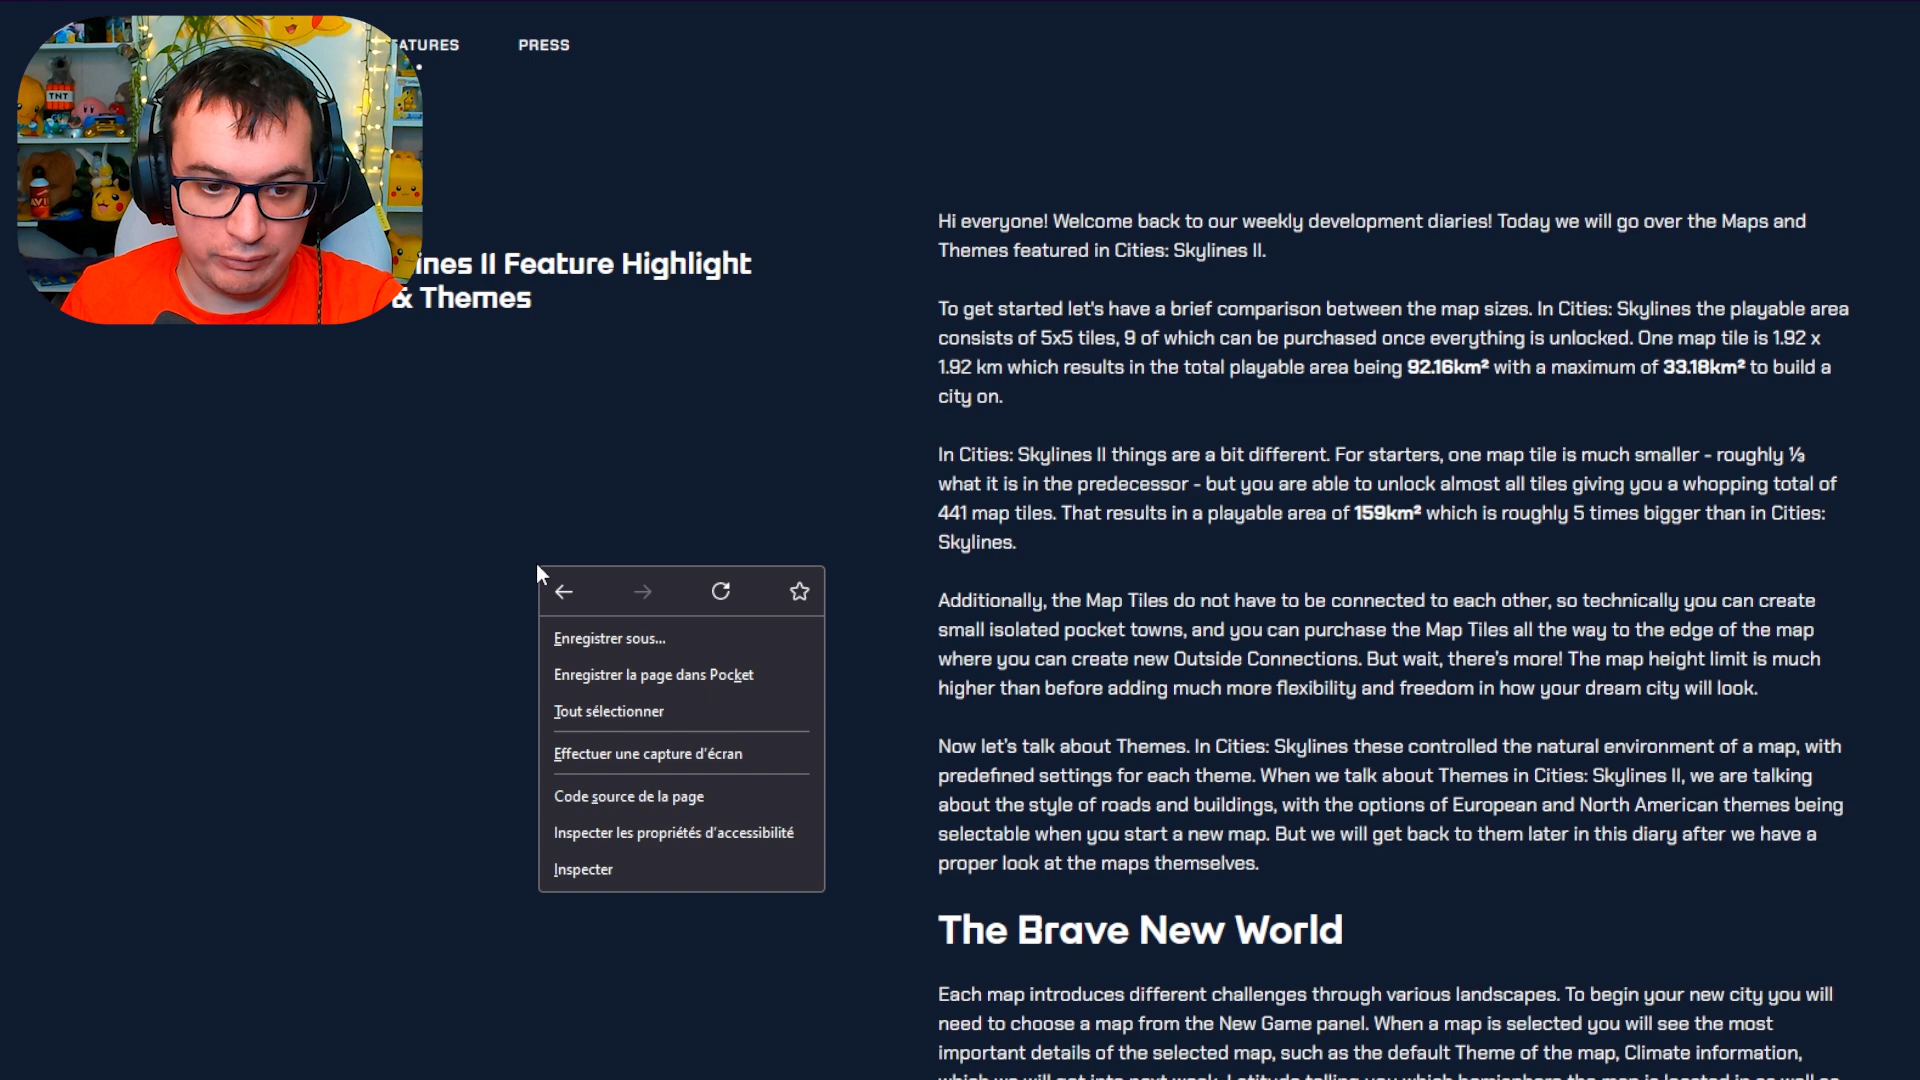 PRESS
TNT
ines II Feature Highlight
& Themes
Hi everyone! Welcome back to our weekly development diaries! Today we will go over the Maps and
Themes featured in Cities: Skylines II.
To get started let's have a brief comparison between the map sizes. In Cities: Skylines the playable area
consists of 5x5 tiles, 9 of which can be purchased once everything is unlocked. One map tile is 1.92 x
1.92 km which results in the total playable area being 92.16km² with a maximum of 33.18km² to build a
city on.
In Cities: Skylines II things are a bit different. For starters, one map tile is much smaller - roughly ⅓
what it is in the predecessor - but you are able to unlock almost all tiles giving you a whopping total of
441 map tiles. That results in a playable area of 159km² which is roughly 5 times bigger than in Cities:
Skylines.
Additionally, the Map Tiles do not have to be connected to each other, so technically you can create
small isolated pocket towns, and you can purchase the Map Tiles all the way to the edge of the map
where you can create new Outside Connections. But wait, there's more! The map height limit is much
higher than before adding much more flexibility and freedom in how your dream city will look.
Now let's talk about Themes. In Cities: Skylines these controlled the natural environment of a map, with
predefined settings for each theme. When we talk about Themes in Cities: Skylines II, we are talking
about the style of roads and buildings, with the options of European and North American themes being
selectable when you start a new map. But we will get back to them later in this diary after we have a
proper look at the maps themselves.
The Brave New World
Each map introduces different challenges through various landscapes. To begin your new city you will
need to choose a map from the New Game panel. When a map is selected you will see the most
important details of the selected map, such as the default Theme of the map, Climate information,
Enregistrer sous...
Enregistrer la page dans Pocket
Tout sélectionner
Effectuer une capture d'écran
Code source de la page
Inspecter les propriétés d'accessibilité
Inspecter